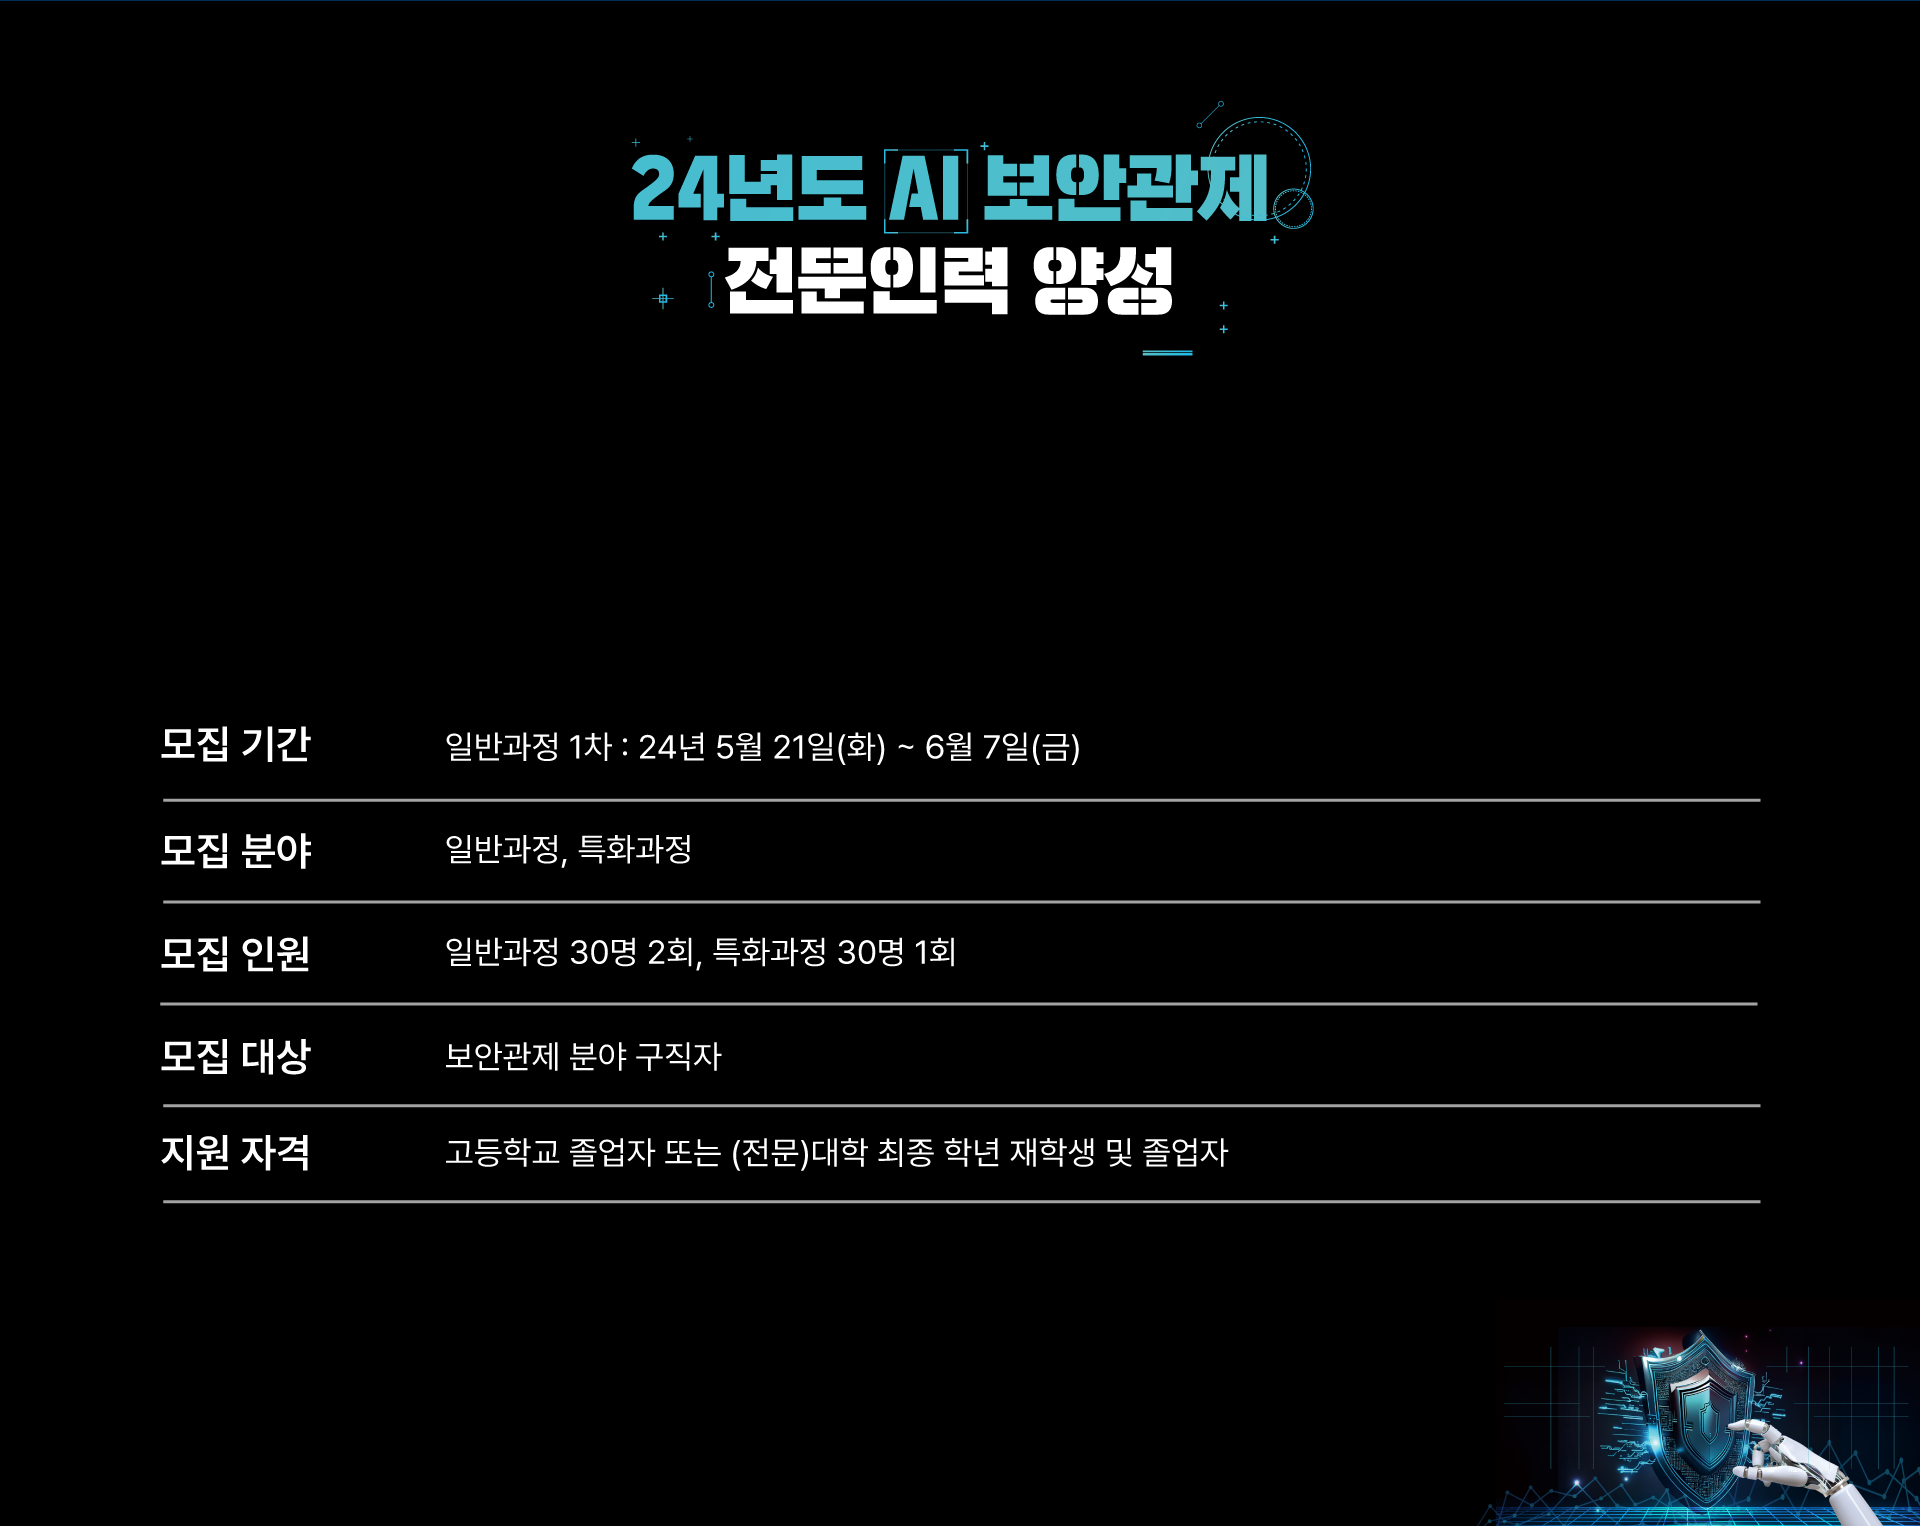 24년도 AI 보안관제
전문인력 양성
모집 기간 일반과정 1차 : 24년 5월 21일(화) ~ 6월 7일(금)
모집 분야 일반과정, 특화과정
모집 인원 일반과정 30명 2회, 특화과정 30명 1회
모집 대상 보안관제 분야 구직자
지원 자격 고등학교 졸업자 또는 (전문)대학 최종 학년 재학생 및 졸업자